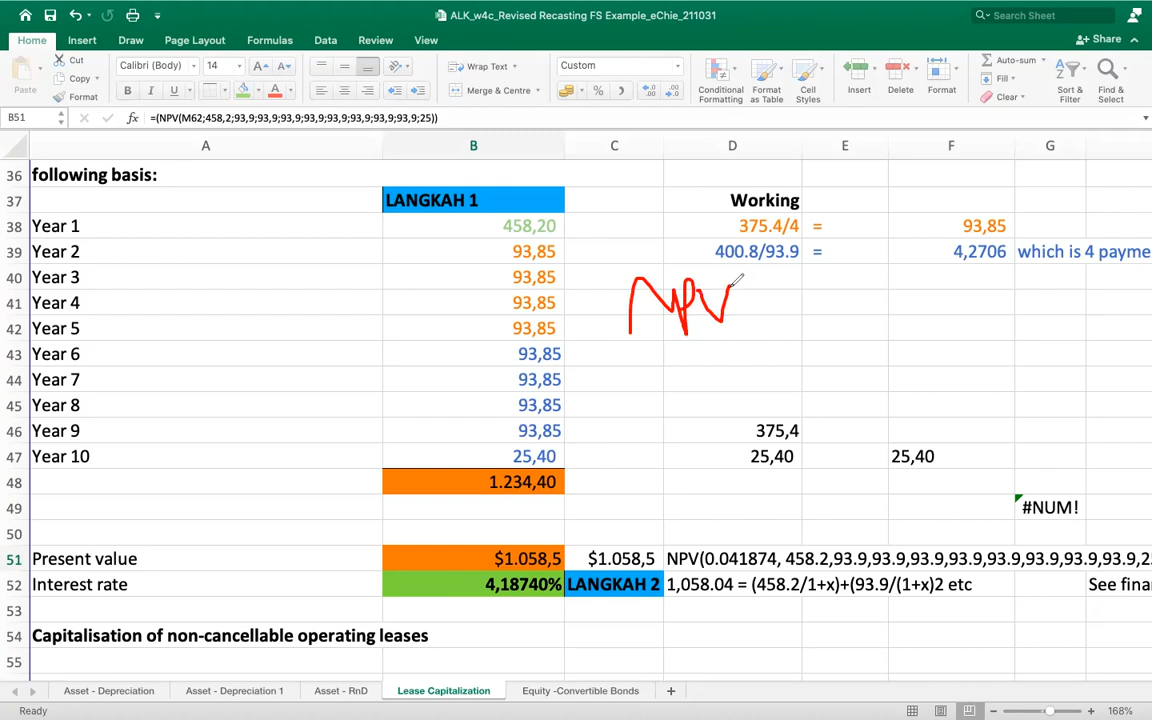 ALK_w4c_Revised Recasting FS Example_eChie_211031
Search Sheet
Home Insert Draw Page Layout Formulas Data Review View
Share
Paste
Cut
Copy
Format
Calibri (Body) 14
B I U
Wrap Text
Merge & Centre
Custom
Conditional Formatting
Format as Table
Cell Styles
Insert
Delete
Format
Auto-sum
Fill
Clear
Sort & Filter
Find & Select
B51 fx =(NPV(M62;458,2;93,9;93,9;93,9;93,9;93,9;93,9;93,9;93,9;25))
A B C D E F G
36 following basis:
37 LANGKAH 1 Working
38 Year 1 458,20 375.4/4 = 93,85
39 Year 2 93,85 400.8/93.9 = 4,2706 which is 4 payme
40 Year 3 93,85
41 Year 4 93,85
NPV
42 Year 5 93,85
43 Year 6 93,85
44 Year 7 93,85
45 Year 8 93,85
46 Year 9 93,85 375,4
47 Year 10 25,40 25,40 25,40
48 1.234,40
49 #NUM!
50
51 Present value $1.058,5 $1.058,5 NPV(0.041874, 458.2,93.9,93.9,93.9,93.9,93.9,93.9,93.9,93.9,2
52 Interest rate 4,18740% LANGKAH 2 1,058.04 = (458.2/1+x)+(93.9/(1+x)2 etc See finan
53
54 Capitalisation of non-cancellable operating leases
55
Asset - Depreciation Asset - Depreciation 1 Asset - RnD Lease Capitalization Equity -Convertible Bonds +
Ready 168%